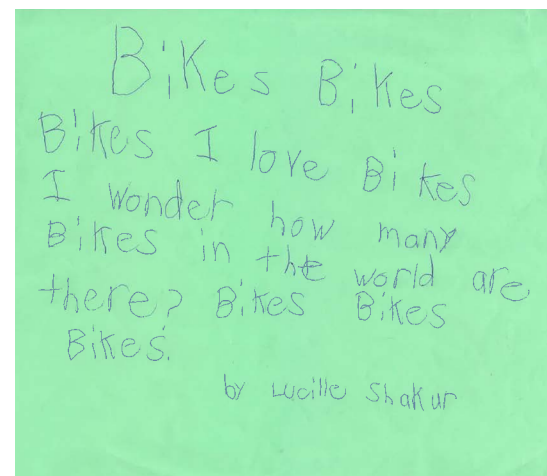 Bikes Bikes
Bikes I love Bikes
I wonder how many
Bikes in the world are
there? Bikes Bikes
Bikes.
by Lucille Shakur